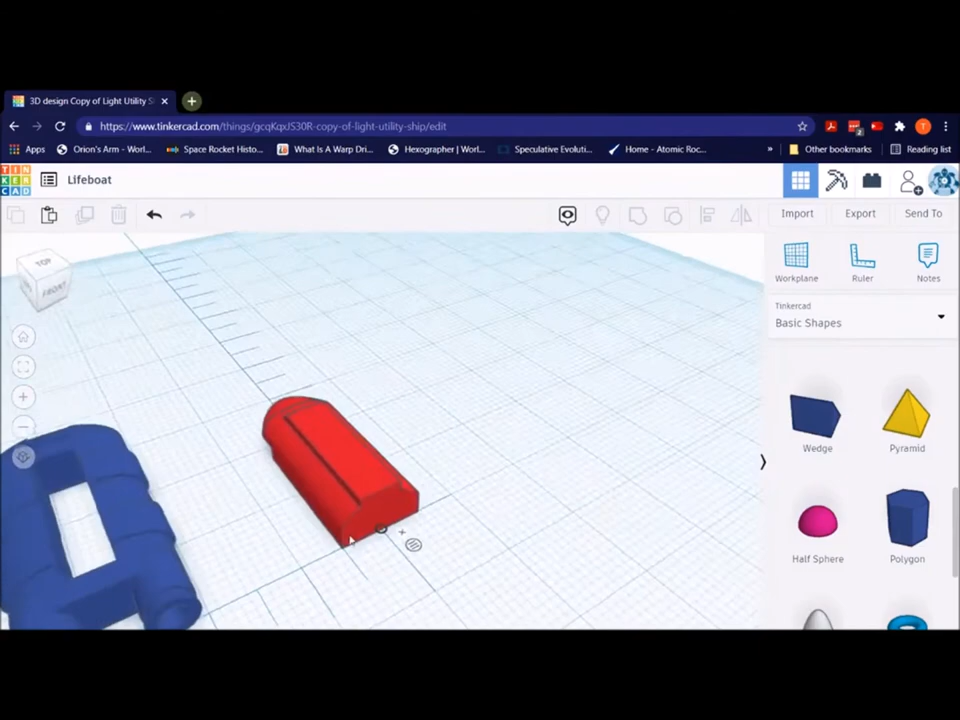 3D design Copy of Light Utility S
https://www.tinkercad.com/things/gcqKqxJS30R-copy-of-light-utility-ship/edit
Apps Orion's Arm - Worl... Space Rocket Histo... What Is A Warp Dri... Hexographer | Worl... Speculative Evoluti... Home - Atomic Roc... » Other bookmarks Reading list
TIN
KER
CAD
Lifeboat
Import Export Send To
TOP
FRONT
Workplane Ruler Notes
Tinkercad
Basic Shapes
Wedge Pyramid
Half Sphere Polygon